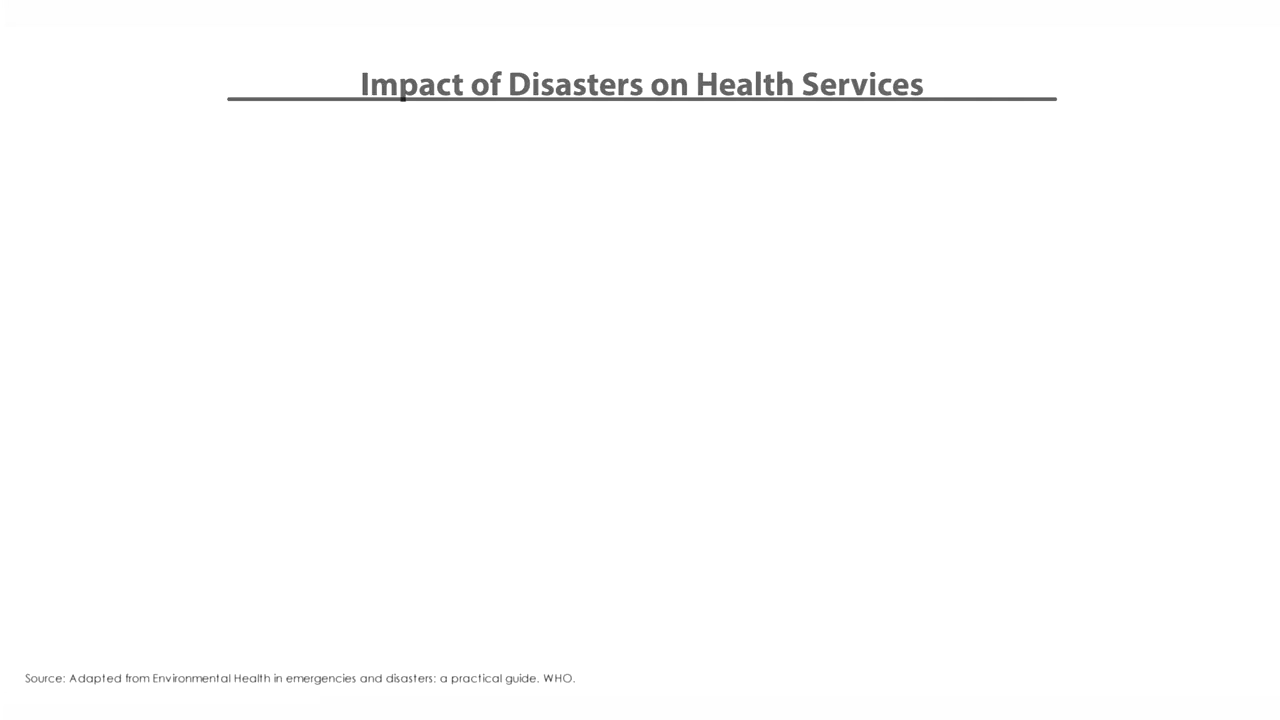 Impact of Disasters on Health Services
Source: Adapted from Environmental Health in emergencies and disasters: a practical guide. WHO.